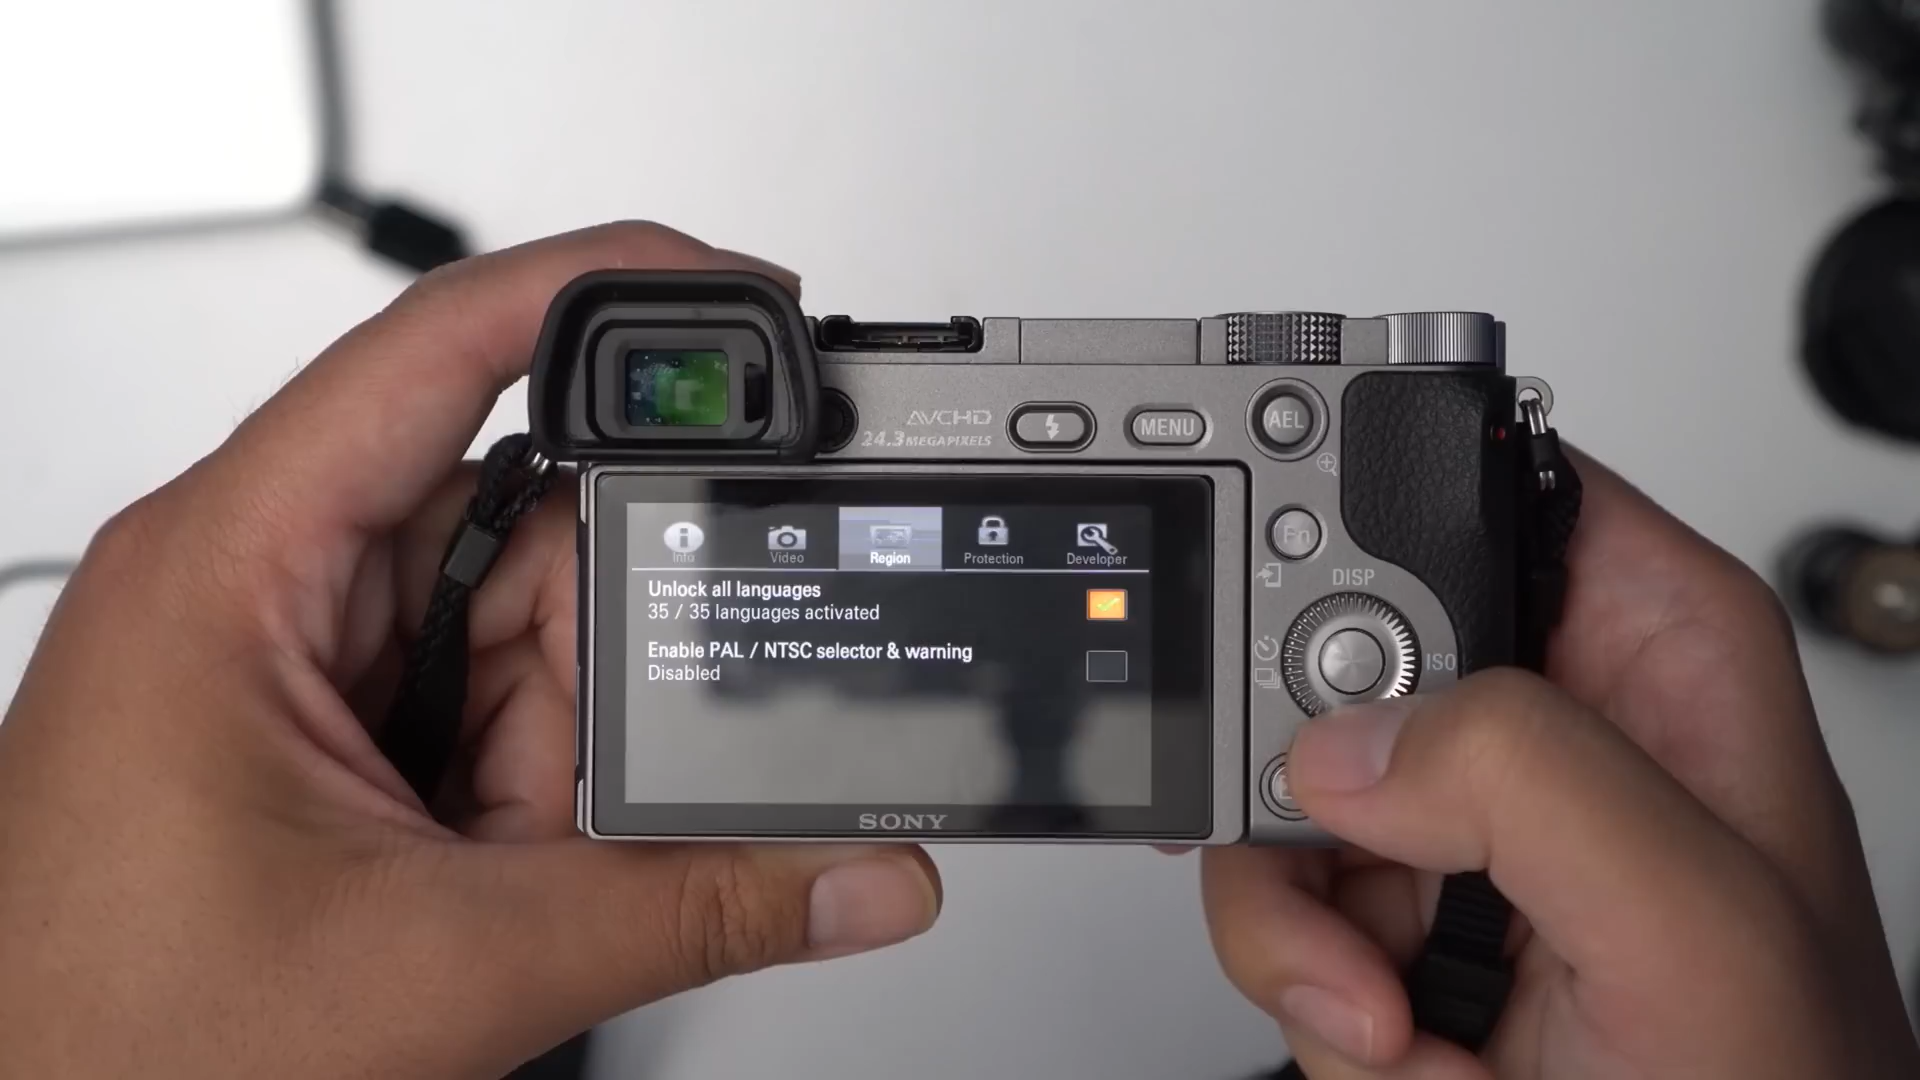 AVCHD
24.3 MEGAPIXELS
MENU
AEL
Fn
DISP
ISO
Info
Video
Region
Protection
Developer
Unlock all languages
35 / 35 languages activated
Enable PAL / NTSC selector & warning
Disabled
SONY